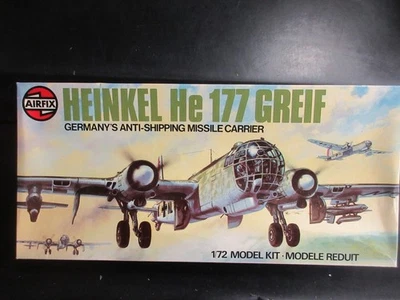 AIRFIX
HEINKEL He 177 GREIF
GERMANY'S ANTI-SHIPPING MISSILE CARRIER
1/72 MODEL KIT · MODELE REDUIT